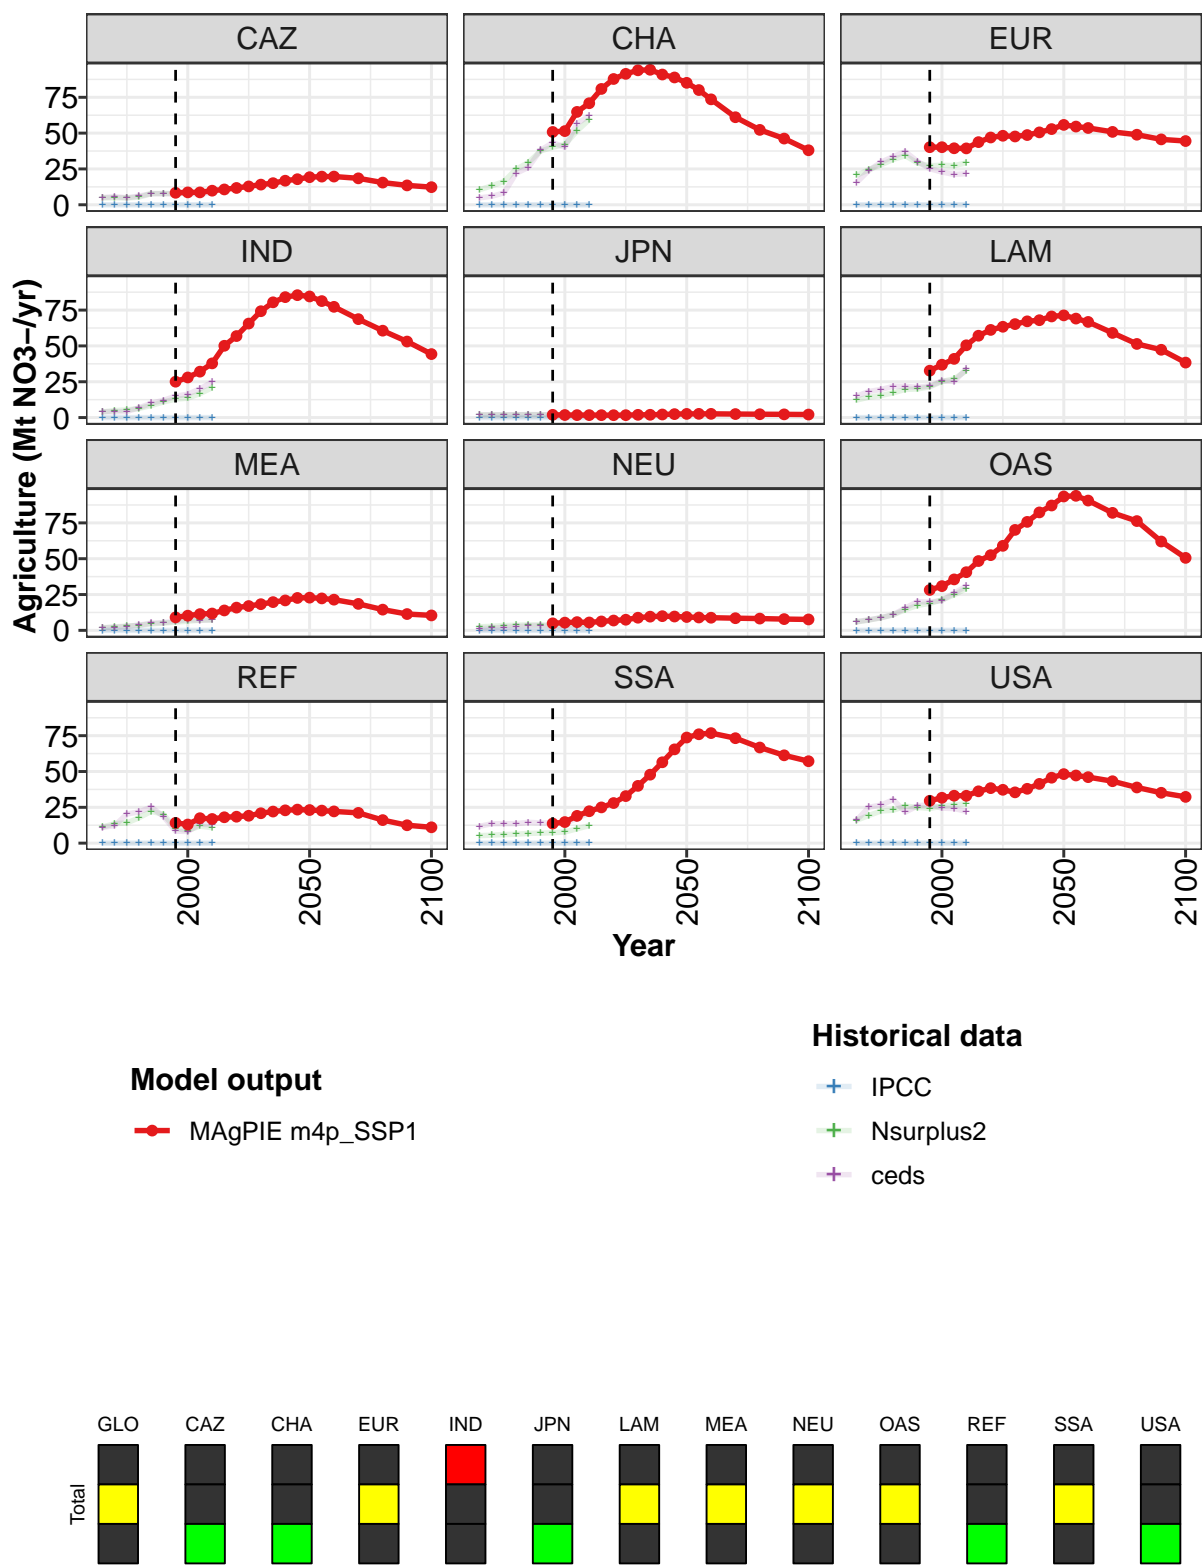 CAZ CHA EUR
75
50
25
0
IND JPN LAM
75
50
25
0
MEA NEU OAS
75
50
25
0
REF SSA USA
75
50
25
0
Agriculture (Mt NO3−/yr)
2000 2050 2100 2000 2050 2100 2000 2050 2100
Year
Model output
MAgPIE m4p_SSP1
Historical data
IPCC
Nsurplus2
ceds
GLO CAZ CHA EUR IND JPN LAM MEA NEU OAS REF SSA USA
Total